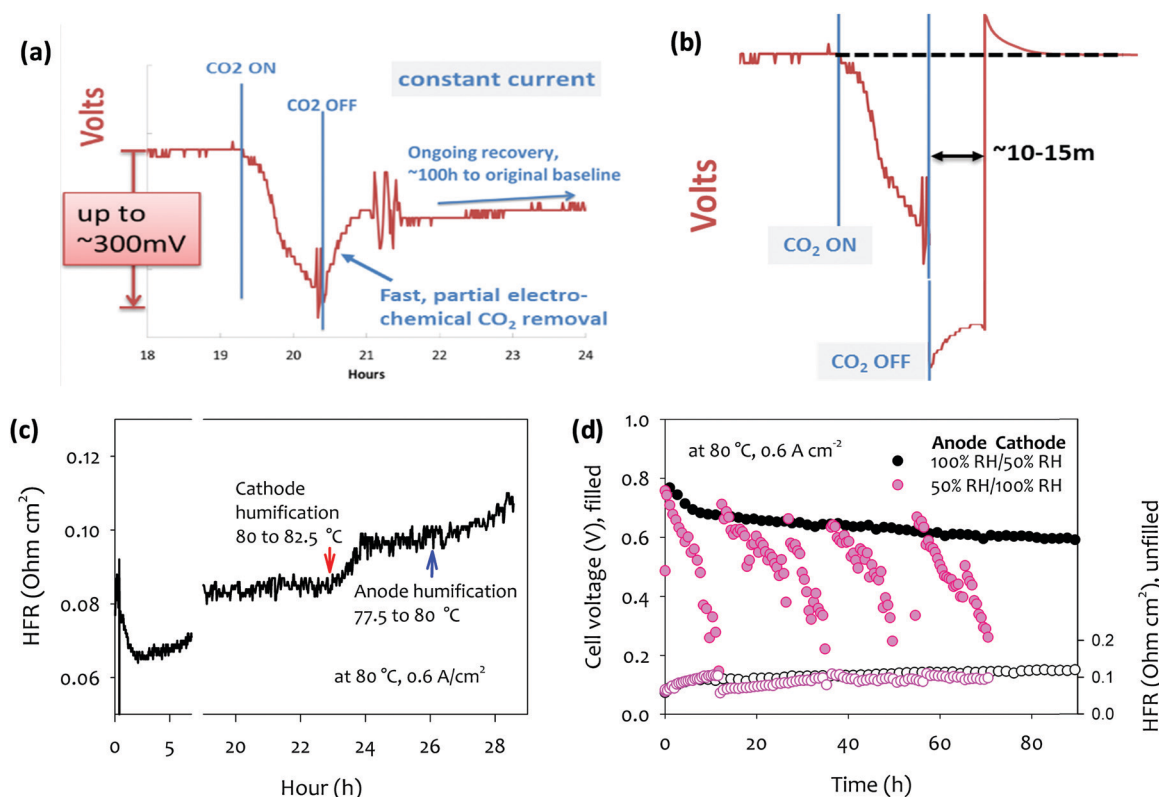 (a)
CO2 ON
CO2 OFF
constant current
Volts
up to
~300mV
Ongoing recovery,
~100h to original baseline
Fast, partial electro-
chemical CO₂ removal
18
19
20
21
22
23
24
Hours
(b)
Volts
~10-15m
CO₂ ON
CO₂ OFF
(c)
HFR (Ohm cm²)
0.12
0.10
0.08
0.06
Cathode
humification
80 to 82.5 °C
Anode humification
77.5 to 80 °C
at 80 °C, 0.6 A/cm²
0
5
20
22
24
26
28
Hour (h)
(d)
Cell voltage (V), filled
1.0
0.8
0.6
0.4
0.2
0.0
at 80 °C, 0.6 A cm⁻²
Anode Cathode
100% RH/50% RH
50% RH/100% RH
0.2
0.1
0.0
HFR (Ohm cm²), unfilled
0
20
40
60
80
Time (h)